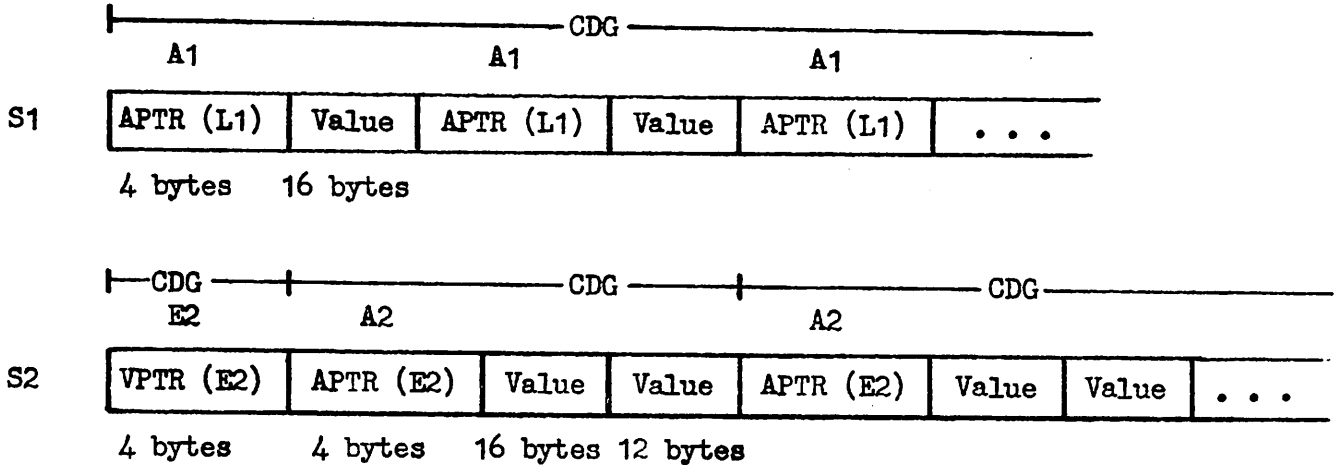 CDG
A1 A1 A1
S1 APTR (L1) Value APTR (L1) Value APTR (L1) . . .
4 bytes 16 bytes
CDG CDG CDG
E2 A2 A2
S2 VPTR (E2) APTR (E2) Value Value APTR (E2) Value Value . . .
4 bytes 4 bytes 16 bytes 12 bytes